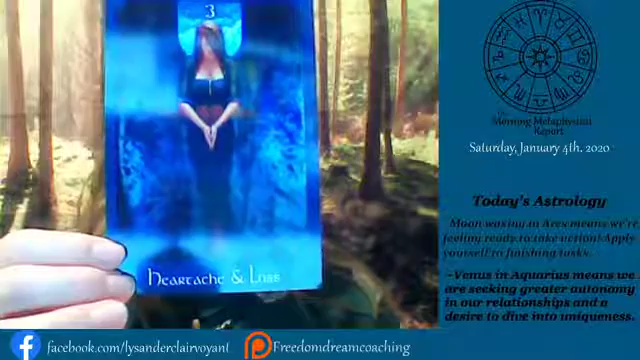 3
Heartache & Loss
Morning Metaphysical
Report
Saturday, January 4th, 2020
Today's Astrology
Moon waxing in Aries means we're
feeling ready to take action! Apply
yourself to finishing tasks.
~Venus in Aquarius means we
are seeking greater autonomy
in our relationships and a
desire to dive into uniqueness.
facebook.com/lysanderclairvoyant
Freedomdreamcoaching